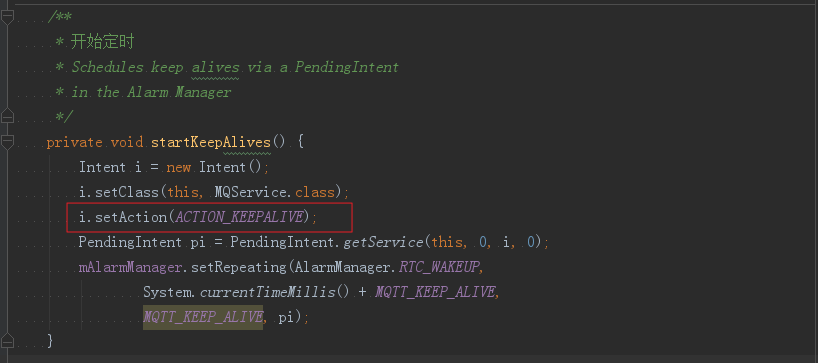 /**
* 开始定时
* Schedules keep alives via a PendingIntent
* in the Alarm Manager
*/
private void startKeepAlives() {
Intent i = new Intent();
i.setClass(this, MQService.class);
i.setAction(ACTION_KEEPALIVE);
PendingIntent pi = PendingIntent.getService(this, 0, i, 0);
mAlarmManager.setRepeating(AlarmManager.RTC_WAKEUP,
System.currentTimeMillis() + MQTT_KEEP_ALIVE,
MQTT_KEEP_ALIVE, pi);
}